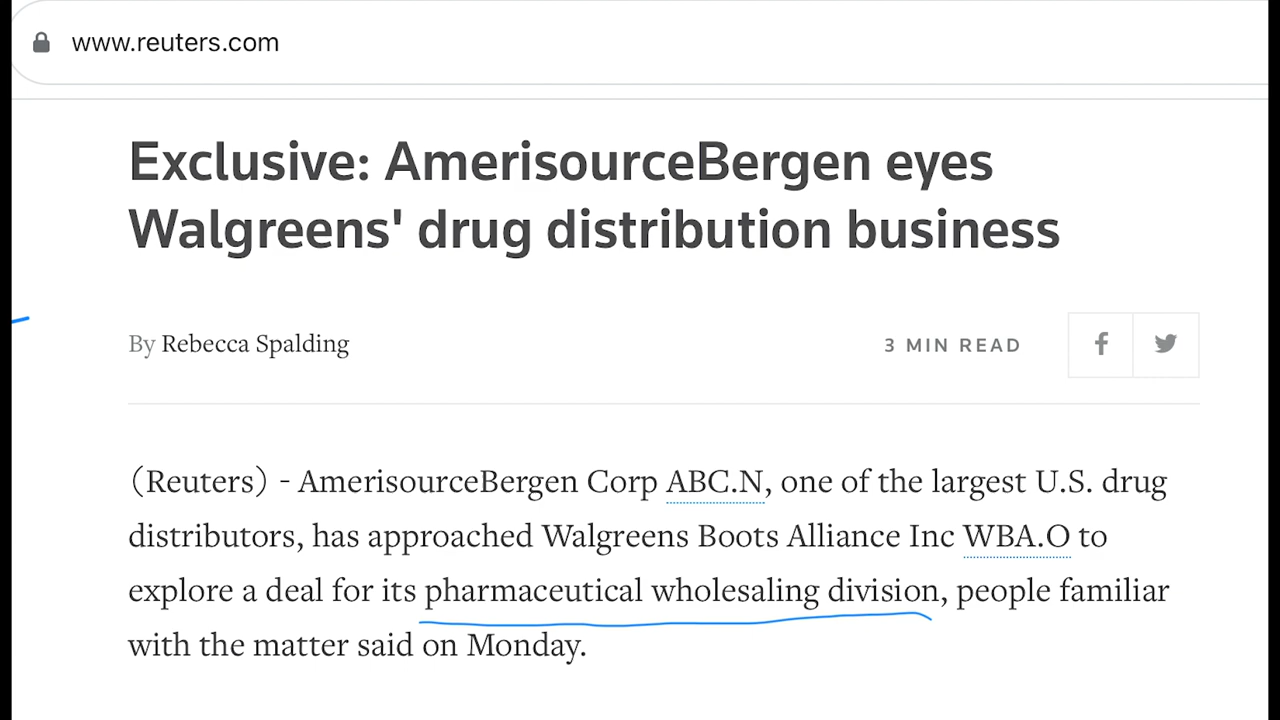 www.reuters.com
Exclusive: AmerisourceBergen eyes
Walgreens' drug distribution business
By Rebecca Spalding
3 MIN READ
(Reuters) - AmerisourceBergen Corp ABC.N, one of the largest U.S. drug
distributors, has approached Walgreens Boots Alliance Inc WBA.O to
explore a deal for its pharmaceutical wholesaling division, people familiar
with the matter said on Monday.